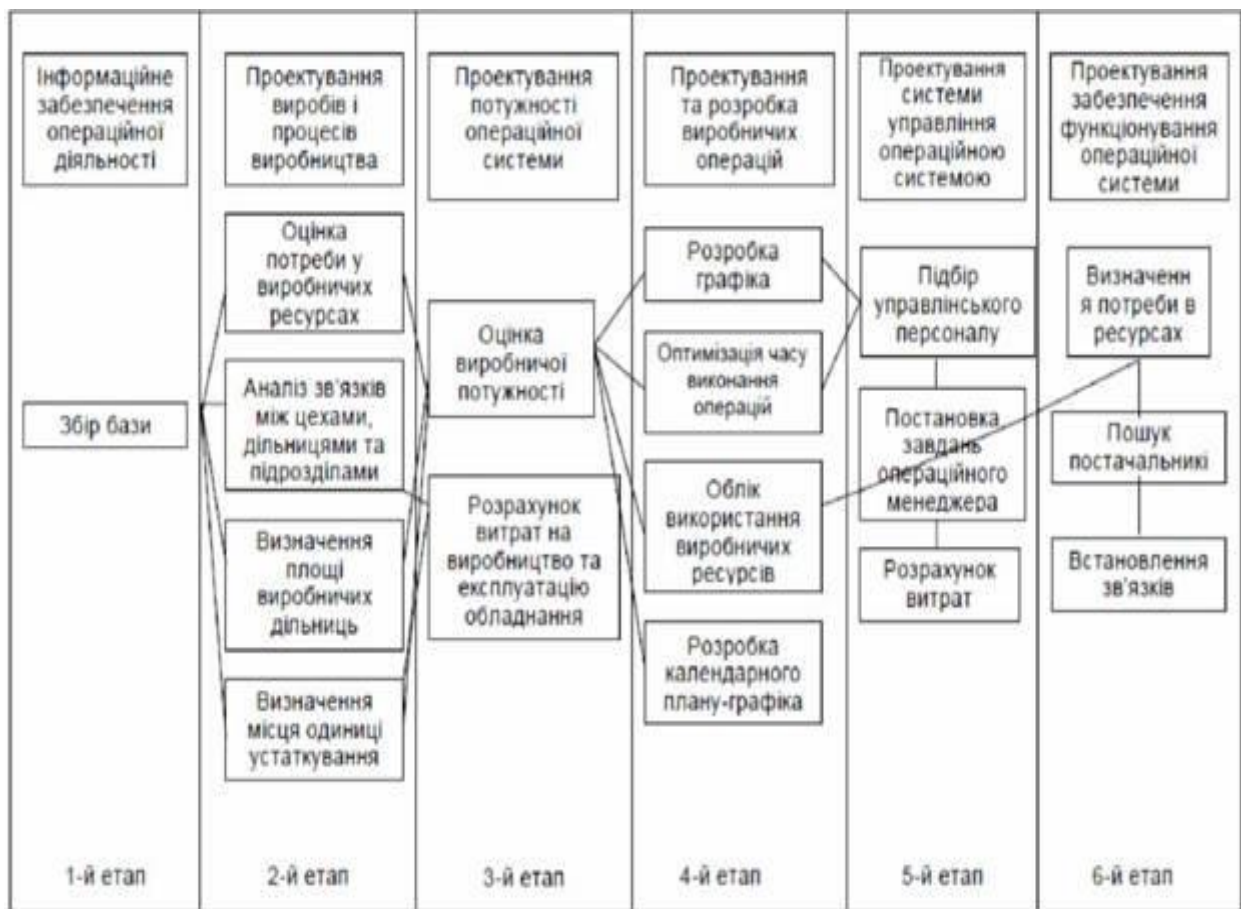 Інформаційне
забезпечення
операційної
діяльності
Проектування
виробів і
процесів
виробництва
Проектування
потужності
операційної
системи
Проектування
та розробка
виробничих
операцій
Проектування
системи
управління
операційною
системою
Проектування
забезпечення
функціонування
операційної
системи
Збір бази
Оцінка
потреби у
виробничих
ресурсах
Аналіз зв'язків
між цехами,
дільницями та
підрозділами
Визначення
площі
виробничих
дільниць
Визначення
місця одиниці
устаткування
Оцінка
виробничої
потужності
Розрахунок
витрат на
виробництво та
експлуатацію
обладнання
Розробка
графіка
Оптимізація часу
виконання
операцій
Облік
використання
виробничих
ресурсів
Розробка
календарного
плану-графіка
Підбір
управлінського
персоналу
Постановка
завдань
операційного
менеджера
Розрахунок
витрат
Визначенн
я потреби в
ресурсах
Пошук
постачальникі
Встановлення
зв'язків
1-й етап
2-й етап
3-й етап
4-й етап
5-й етап
6-й етап